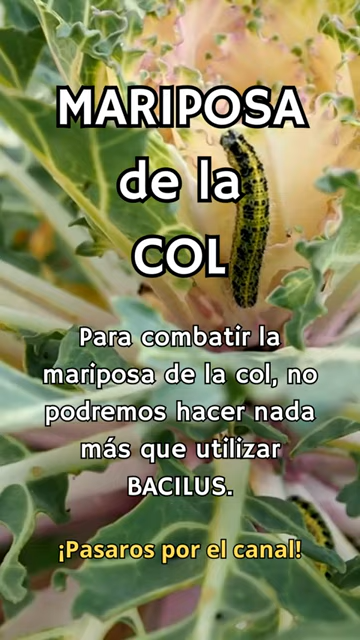 MARIPOSA
de la
COL
Para combatir la
mariposa de la col, no
podremos hacer nada
más que utilizar
BACILUS.
¡Pasaros por el canal!